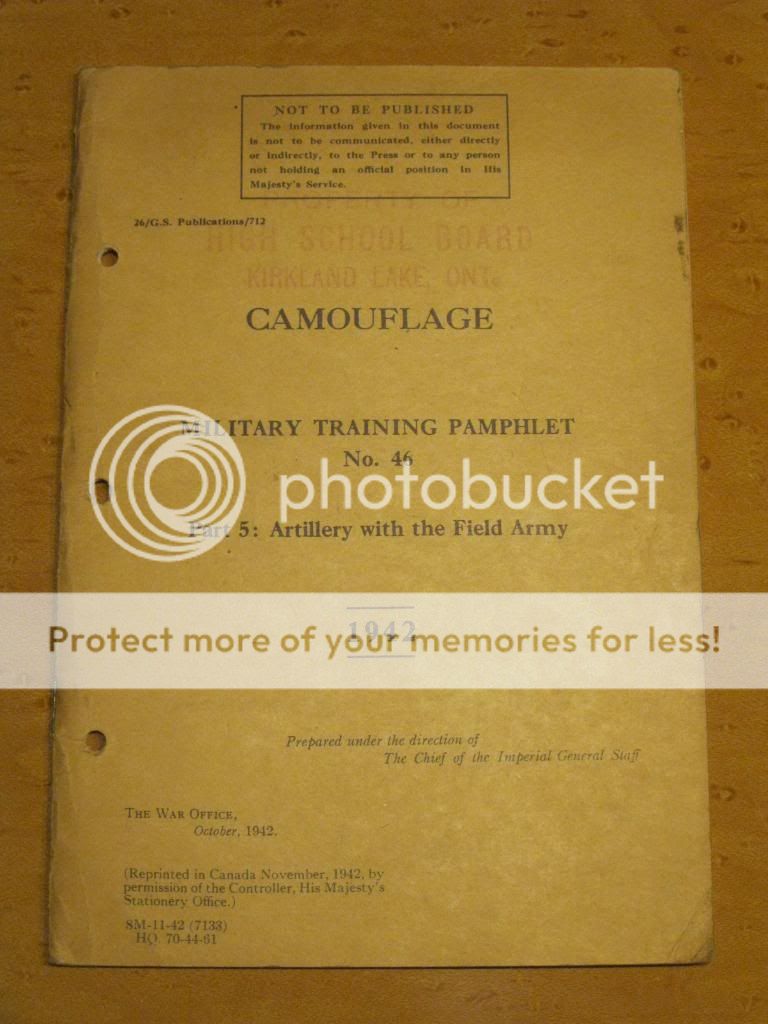 NOT TO BE PUBLISHED
The information given in this document
is not to be communicated, either directly
or indirectly, to the Press or to any person
not holding an official position in His
Majesty's Service.
PROPERTY OF
26/G.S. Publications/712
HIGH SCHOOL BOARD
KIRKLAND LAKE, ONT.
CAMOUFLAGE
MILITARY TRAINING PAMPHLET
No. 46
photobucket
Part 5: Artillery with the Field Army
1942
Protect more of your memories for less!
Prepared under the direction of
The Chief of the Imperial General Staff
THE WAR OFFICE,
October, 1942.
(Reprinted in Canada November, 1942, by
permission of the Controller, His Majesty's
Stationery Office.)
8M-11-42 (7133)
HQ. 70-44-61